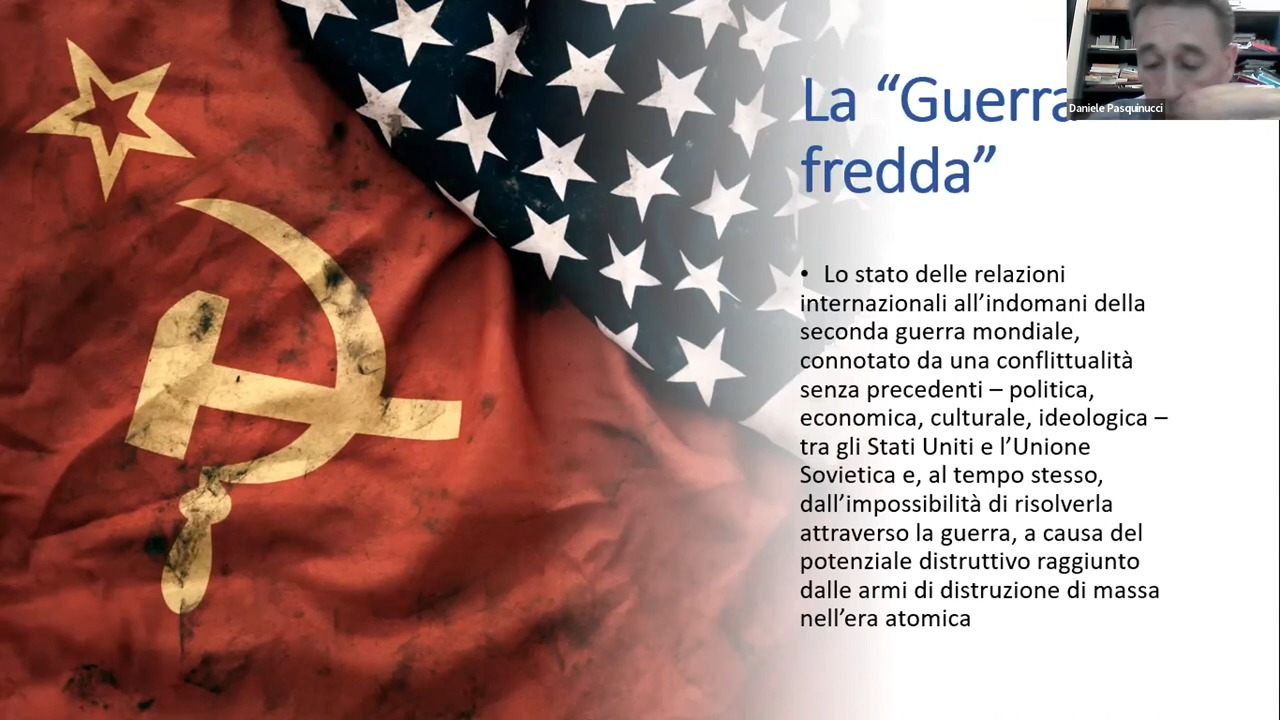 La “Guerra
fredda”
Daniele Pasquinucci
• Lo stato delle relazioni
internazionali all’indomani della
seconda guerra mondiale,
connotato da una conflittualità
senza precedenti – politica,
economica, culturale, ideologica –
tra gli Stati Uniti e l’Unione
Sovietica e, al tempo stesso,
dall’impossibilità di risolverla
attraverso la guerra, a causa del
potenziale distruttivo raggiunto
dalle armi di distruzione di massa
nell’era atomica